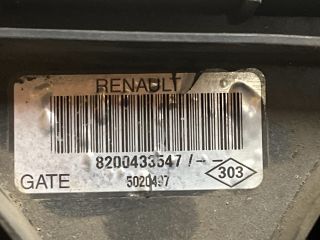 RENAULT
8200433547 /-- --
303
GATE
5020497